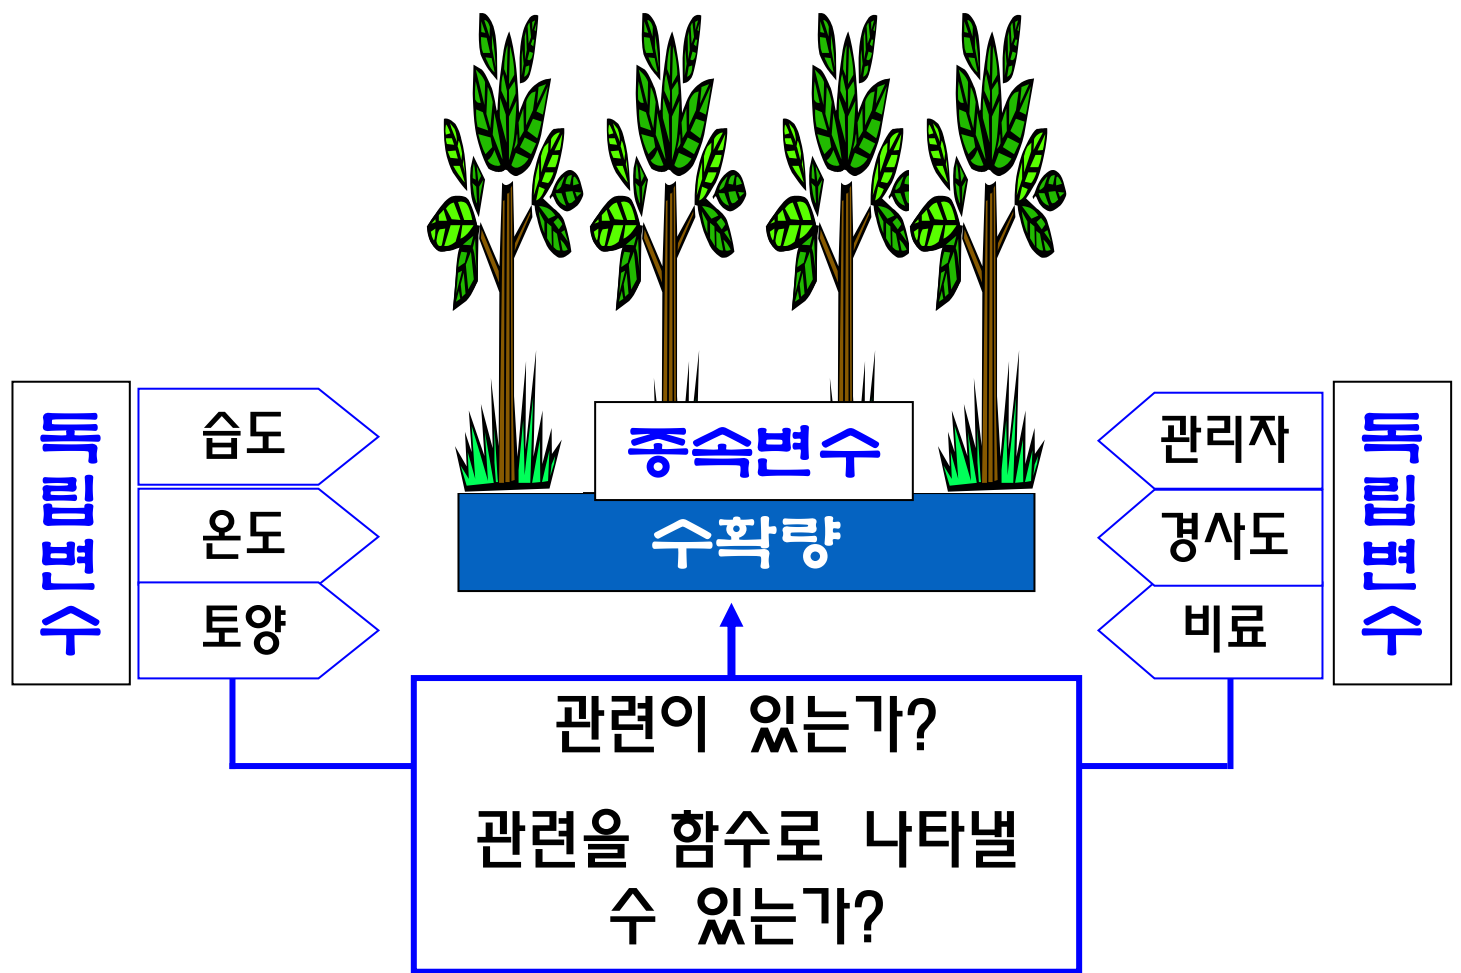 독립변수
습도
온도
토양
종속변수
수확량
관리자
경사도
비료
독립변수
관련이 있는가?
관련을 함수로 나타낼
수 있는가?